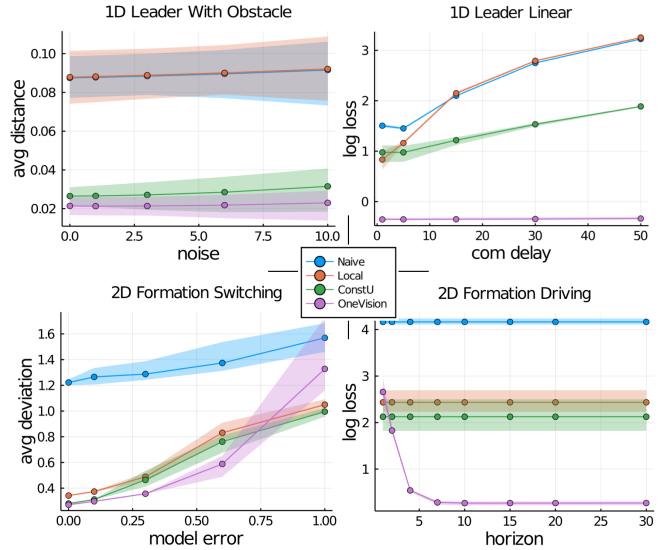 1D Leader With Obstacle
avg distance
0.10
0.08
0.06
0.04
0.02
0.0
2.5
5.0
7.5
10.0
noise
1D Leader Linear
log loss
3
2
1
0
0
10
20
30
40
50
com delay
Naive
Local
ConstU
OneVision
2D Formation Switching
avg deviation
1.6
1.4
1.2
1.0
0.8
0.6
0.4
0.00
0.25
0.50
0.75
1.00
model error
2D Formation Driving
log loss
4
3
2
1
5
10
15
20
25
30
horizon